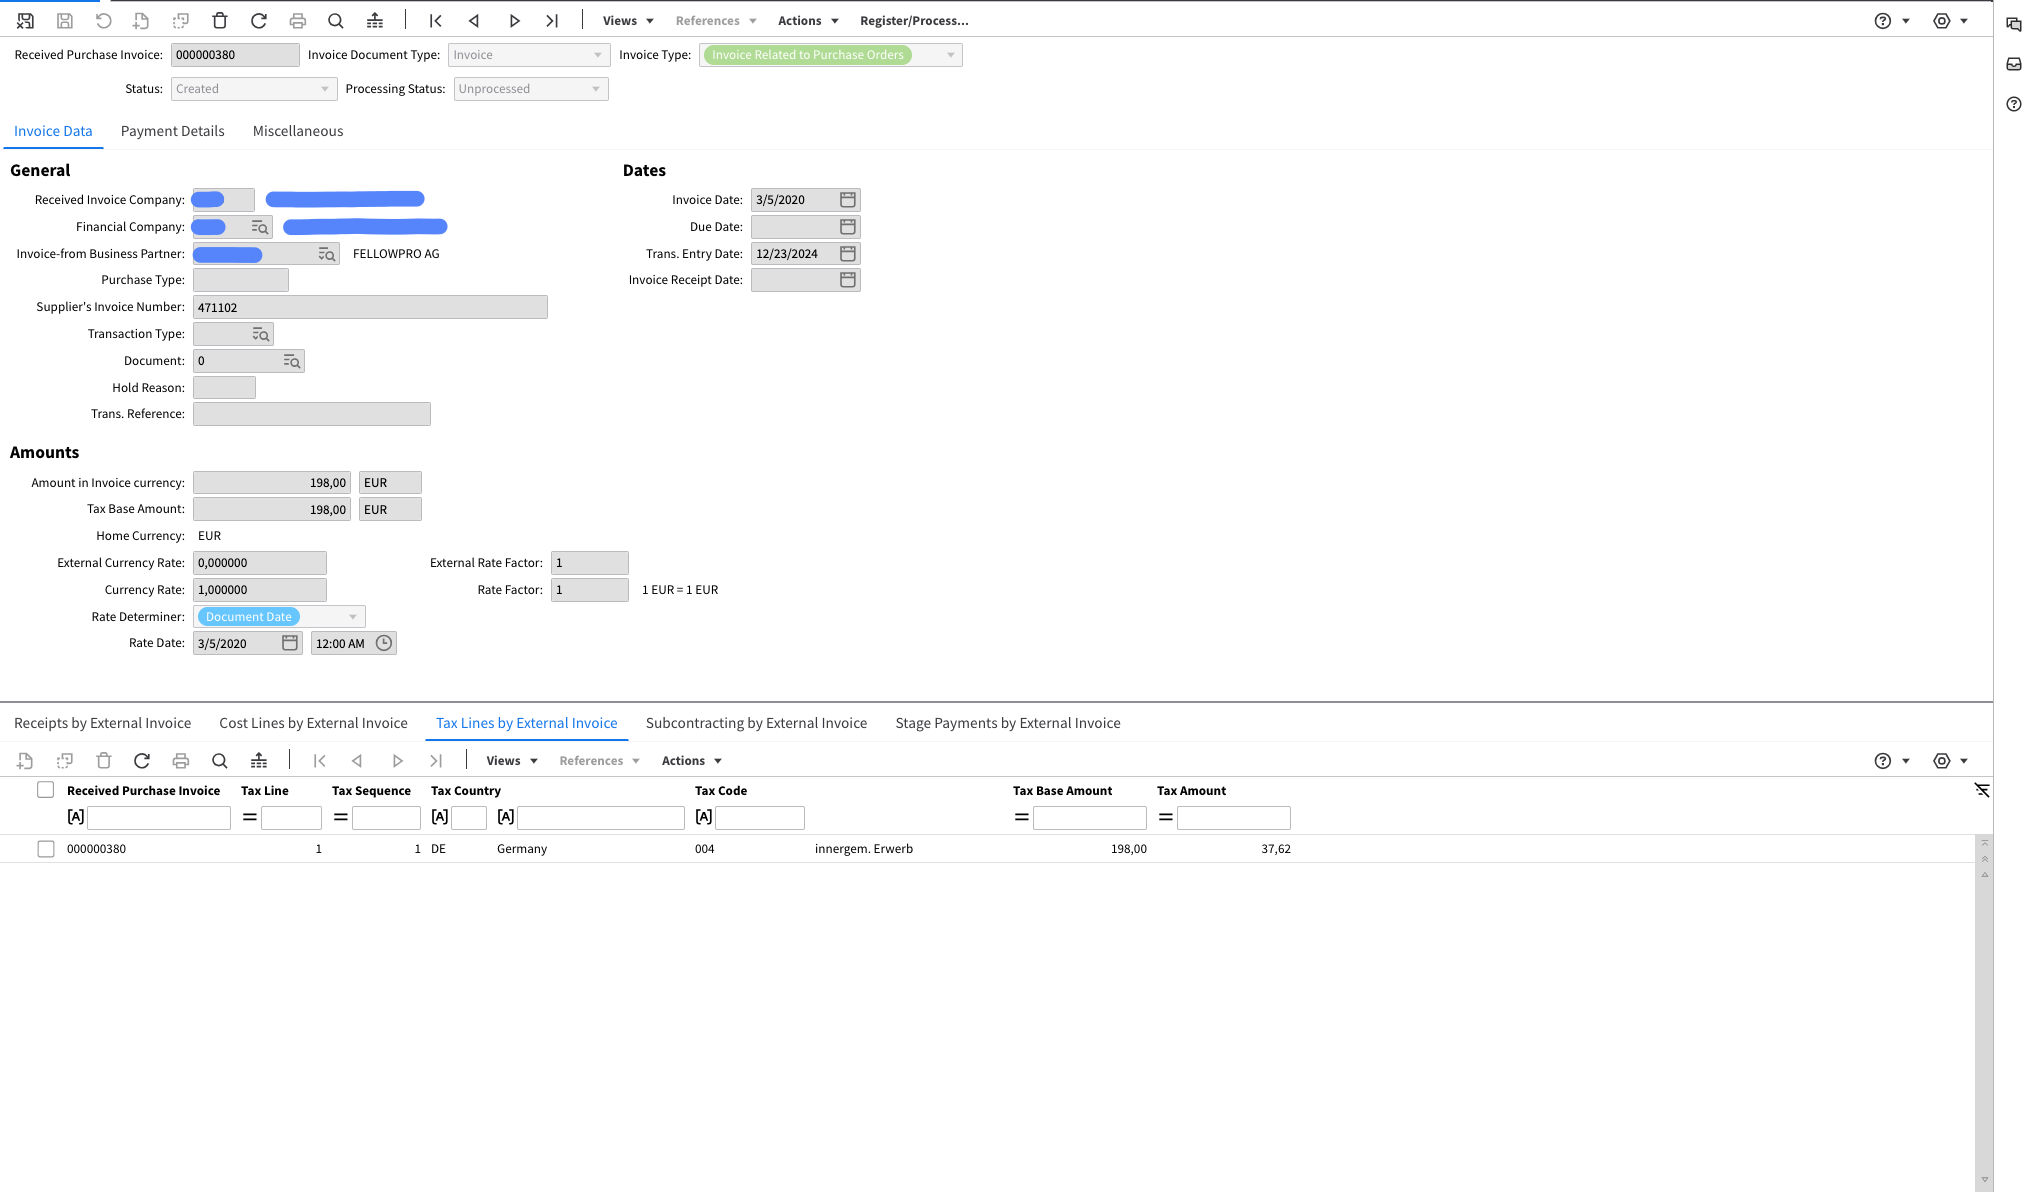 Views References Actions Register/Process...
Received Purchase Invoice: 000000380 Invoice Document Type: Invoice Invoice Type: Invoice Related to Purchase Orders
Status: Created Processing Status: Unprocessed
Invoice Data Payment Details Miscellaneous
General Dates
Received Invoice Company: Invoice Date: 3/5/2020
Financial Company: Due Date:
Invoice-from Business Partner: FELLOWPRO AG Trans. Entry Date: 12/23/2024
Purchase Type: Invoice Receipt Date:
Supplier's Invoice Number: 471102
Transaction Type:
Document: 0
Hold Reason:
Trans. Reference:
Amounts
Amount in Invoice currency: 198,00 EUR
Tax Base Amount: 198,00 EUR
Home Currency: EUR
External Currency Rate: 0,000000 External Rate Factor: 1
Currency Rate: 1,000000 Rate Factor: 1 1 EUR = 1 EUR
Rate Determiner: Document Date
Rate Date: 3/5/2020 12:00 AM
Receipts by External Invoice Cost Lines by External Invoice Tax Lines by External Invoice Subcontracting by External Invoice Stage Payments by External Invoice
Views References Actions
Received Purchase Invoice Tax Line Tax Sequence Tax Country Tax Code Tax Base Amount Tax Amount
[A] = = [A] [A] [A] = =
000000380 1 1 DE Germany 004 innergem. Erwerb 198,00 37,62